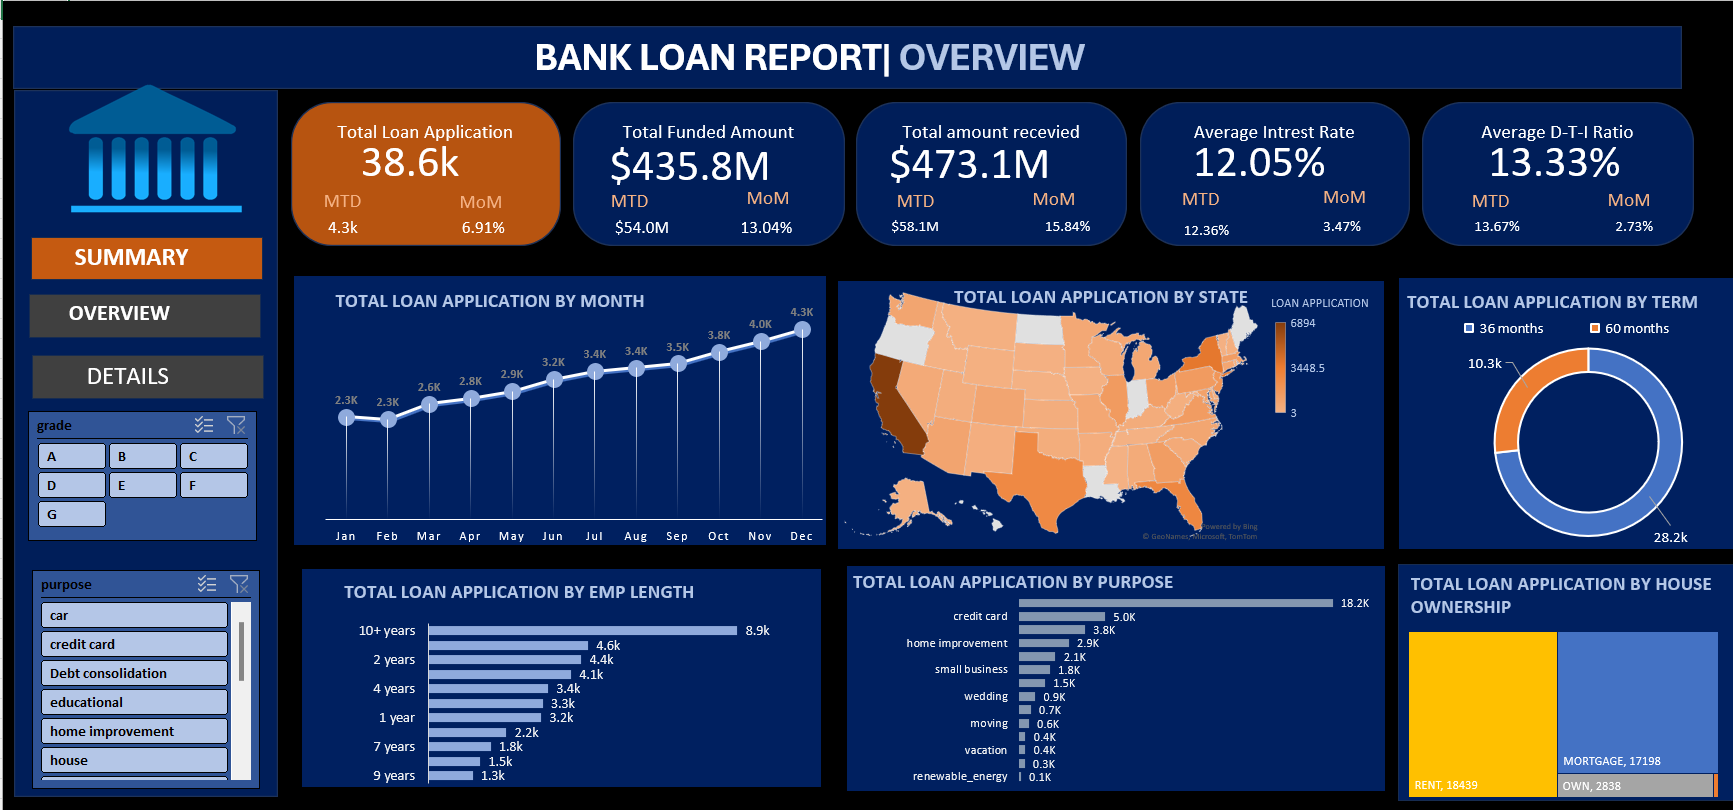 BANK LOAN REPORT| OVERVIEW
Total Loan Application
38.6k
MTD
MoM
4.3k
6.91%
Total Funded Amount
$435.8M
MTD
MoM
$54.0M
13.04%
Total amount recevied
$473.1M
MTD
MoM
$58.1M
15.84%
Average Intrest Rate
12.05%
MTD
MoM
12.36%
3.47%
Average D-T-I Ratio
13.33%
MTD
MoM
13.67%
2.73%
SUMMARY
OVERVIEW
DETAILS
grade
A
B
C
D
E
F
G
purpose
car
credit card
Debt consolidation
educational
home improvement
house
TOTAL LOAN APPLICATION BY MONTH
2.3K
2.3K
2.6K
2.8K
2.9K
3.2K
3.4K
3.4K
3.5K
3.8K
4.0K
4.3K
Jan Feb Mar Apr May Jun Jul Aug Sep Oct Nov Dec
TOTAL LOAN APPLICATION BY STATE
LOAN APPLICATION
6894
3448.5
3
Powered by Bing
© GeoNames, Microsoft, TomTom
TOTAL LOAN APPLICATION BY TERM
36 months
60 months
10.3k
28.2k
TOTAL LOAN APPLICATION BY EMP LENGTH
10+ years 8.9k
4.6k
2 years 4.4k
4.1k
4 years 3.4k
3.3k
1 year 3.2k
2.2k
7 years 1.8k
1.5k
9 years 1.3k
TOTAL LOAN APPLICATION BY PURPOSE
18.2K
credit card 5.0K
3.8K
home improvement 2.9K
2.1K
small business 1.8K
1.5K
wedding 0.9K
0.7K
moving 0.6K
0.4K
vacation 0.4K
0.3K
renewable_energy 0.1K
TOTAL LOAN APPLICATION BY HOUSE
OWNERSHIP
RENT, 18439
MORTGAGE, 17198
OWN, 2838